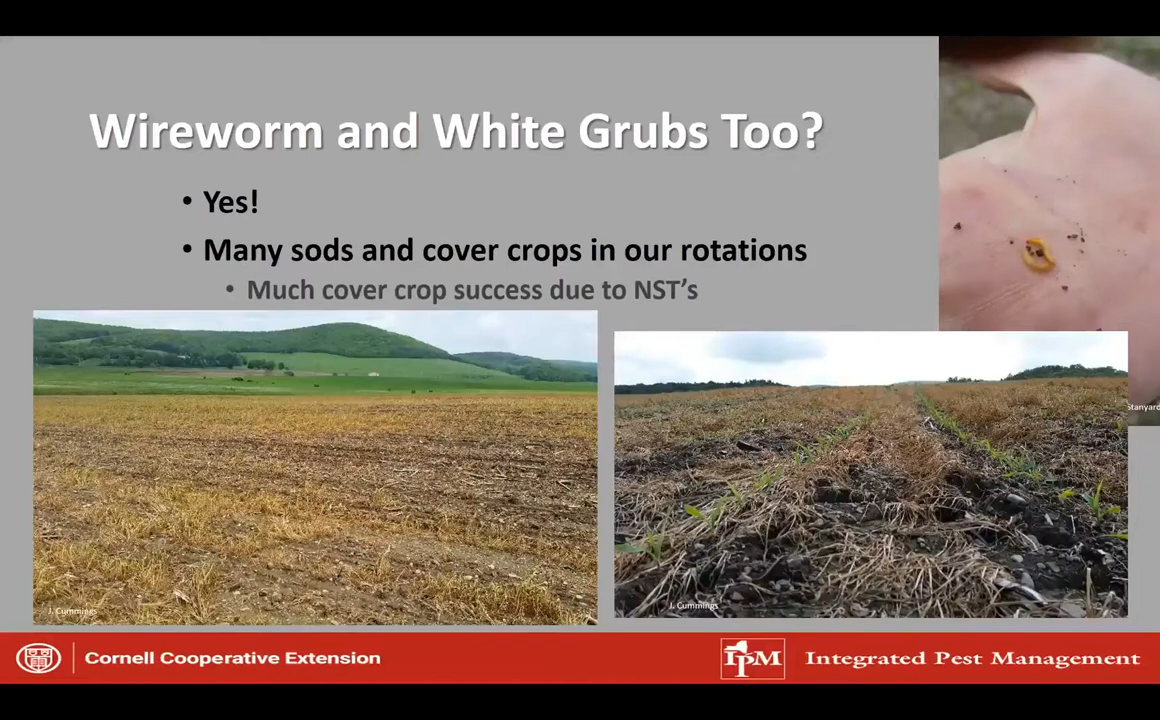 Wireworm and White Grubs Too?
• Yes!
• Many sods and cover crops in our rotations
• Much cover crop success due to NST's
Stanyard
J. Cummings
J. Cummings
Cornell Cooperative Extension
IPM
Integrated Pest Management